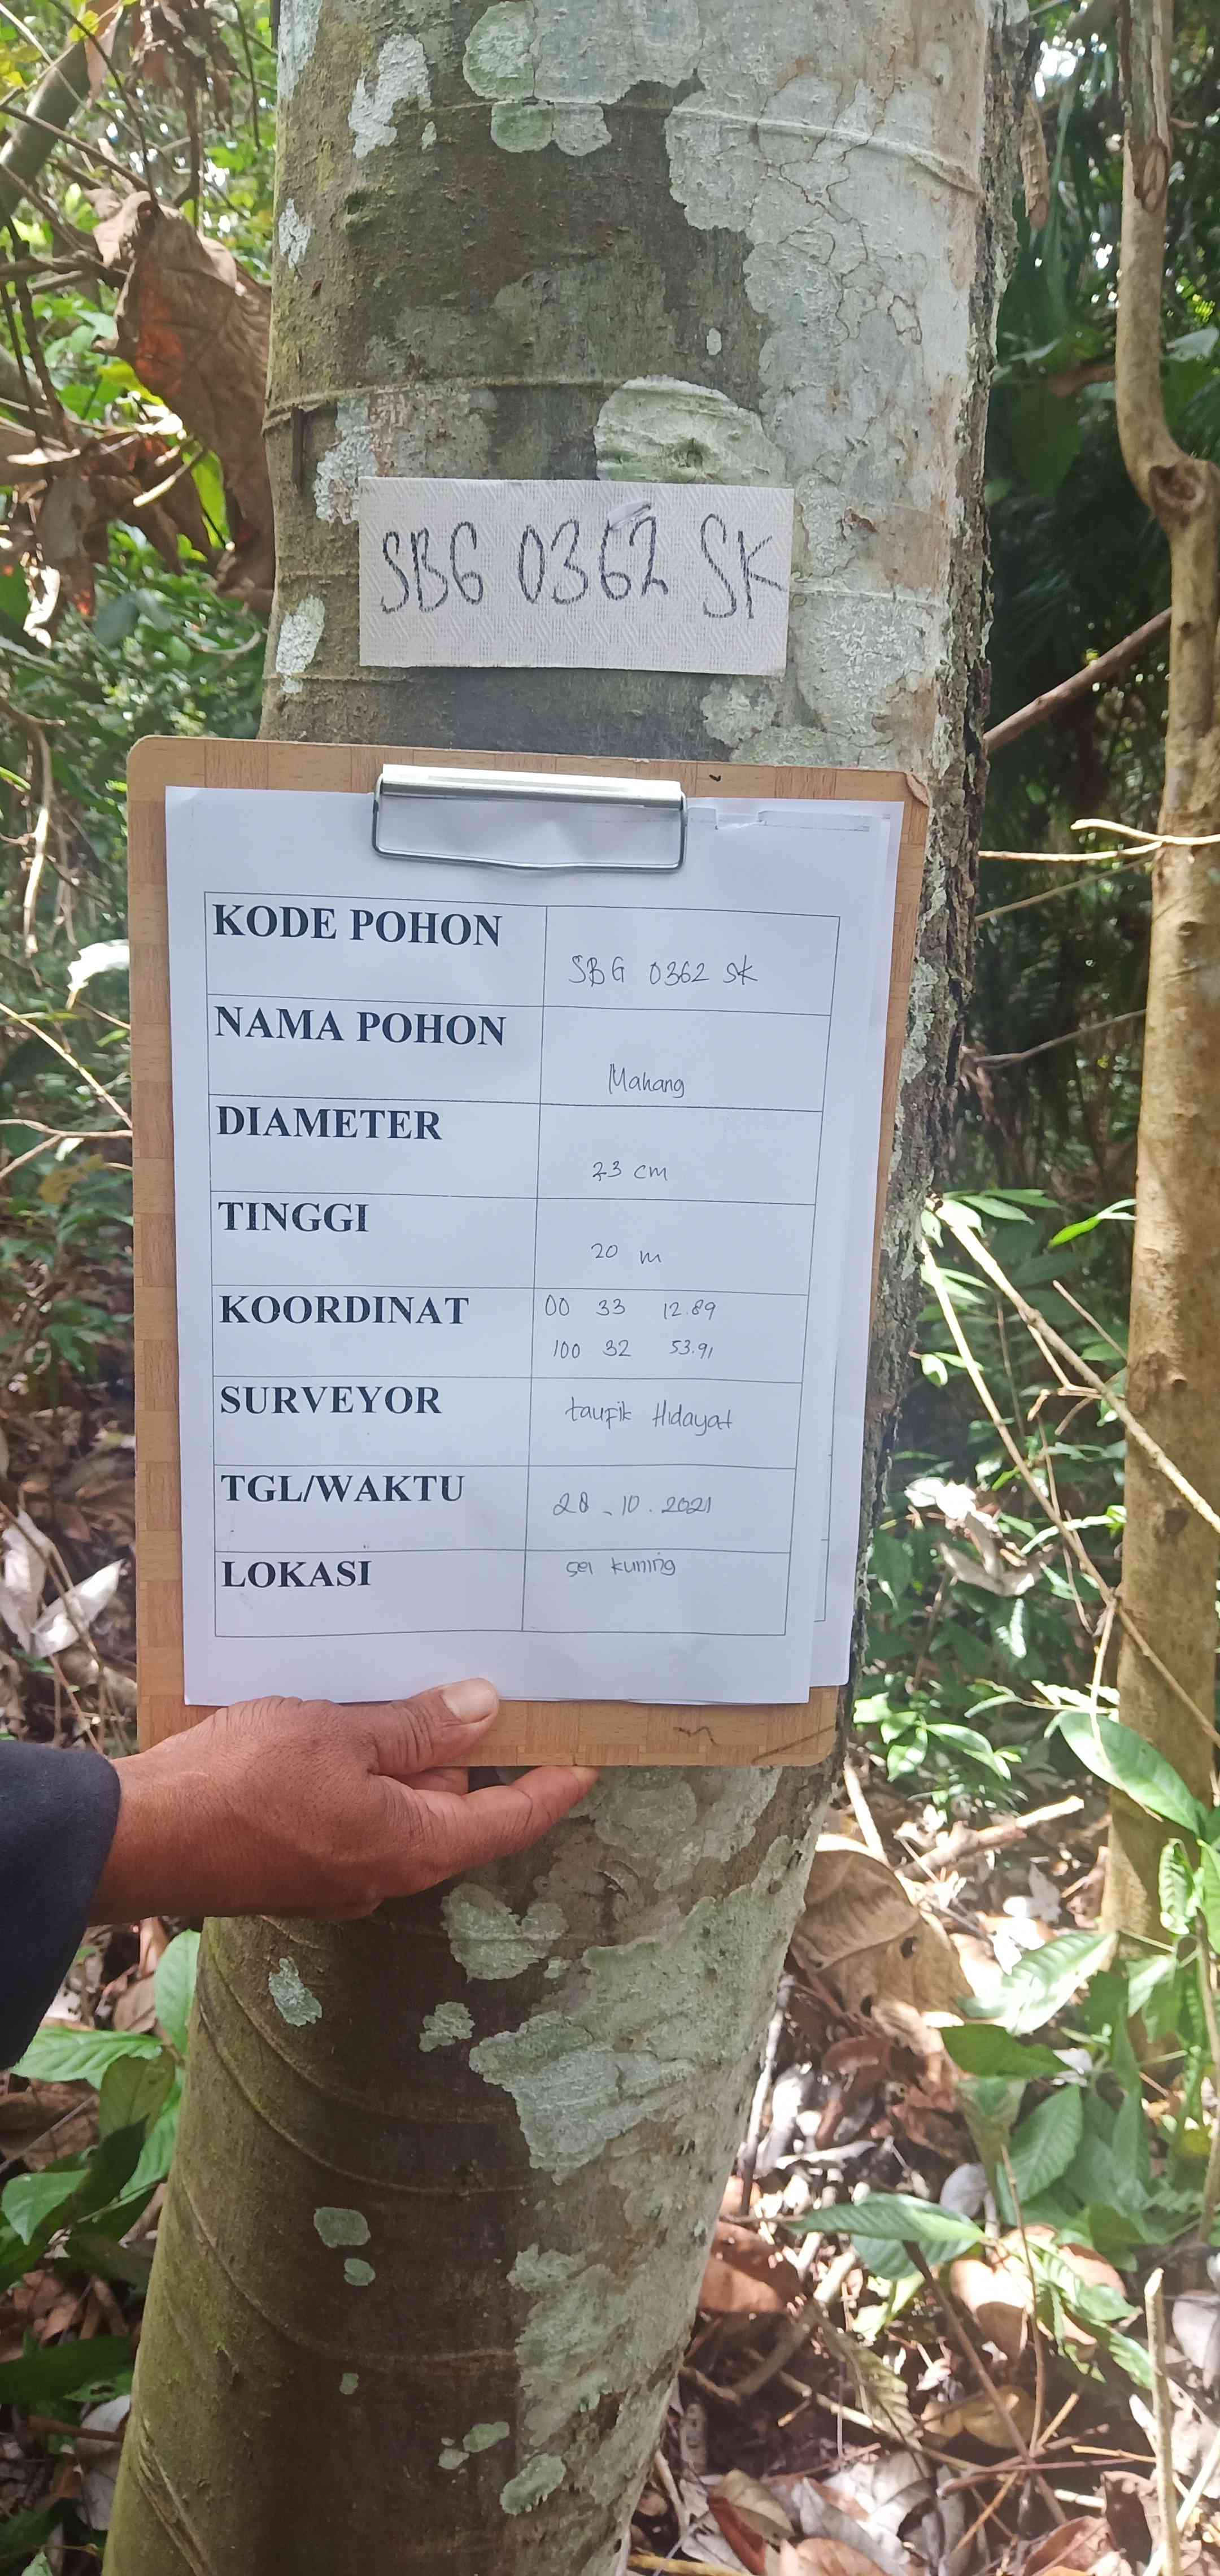 SBG 0362 SK
KODE POHON
SBG 0362 SK
NAMA POHON
Mahang
DIAMETER
23 cm
TINGGI
20 m
KOORDINAT
00 33 12.89
100 32 53.91
SURVEYOR
taufik Hidayat
TGL/WAKTU
28 - 10 . 2021
LOKASI
sei kuning